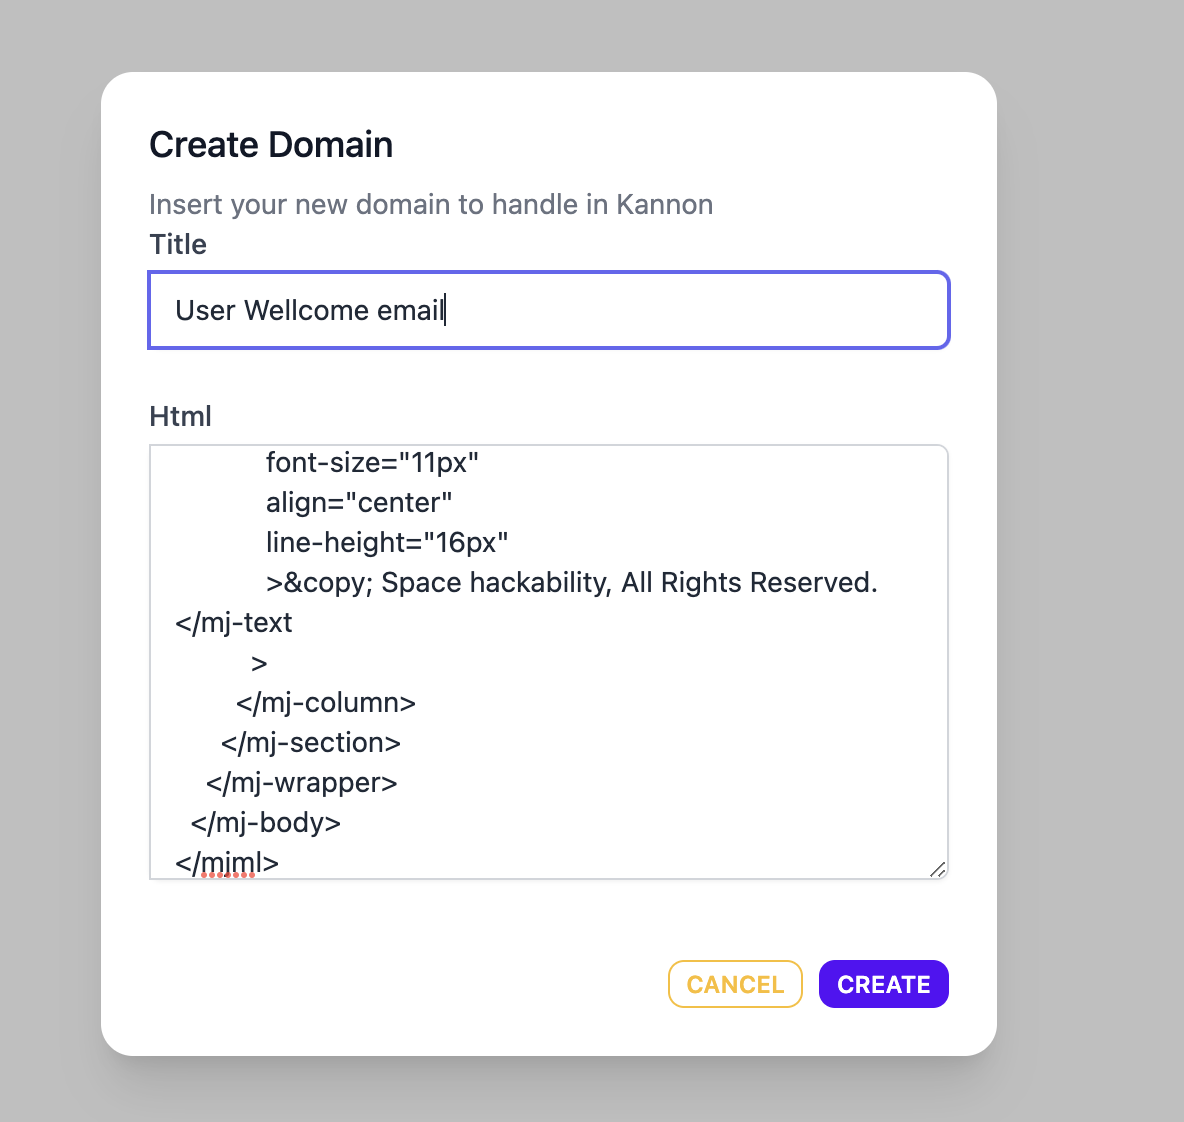 Create Domain
Insert your new domain to handle in Kannon
Title
User Wellcome email
Html
font-size="11px"
align="center"
line-height="16px"
>&copy; Space hackability, All Rights Reserved.
</mj-text
>
</mj-column>
</mj-section>
</mj-wrapper>
</mj-body>
</mjml>
CANCEL
CREATE